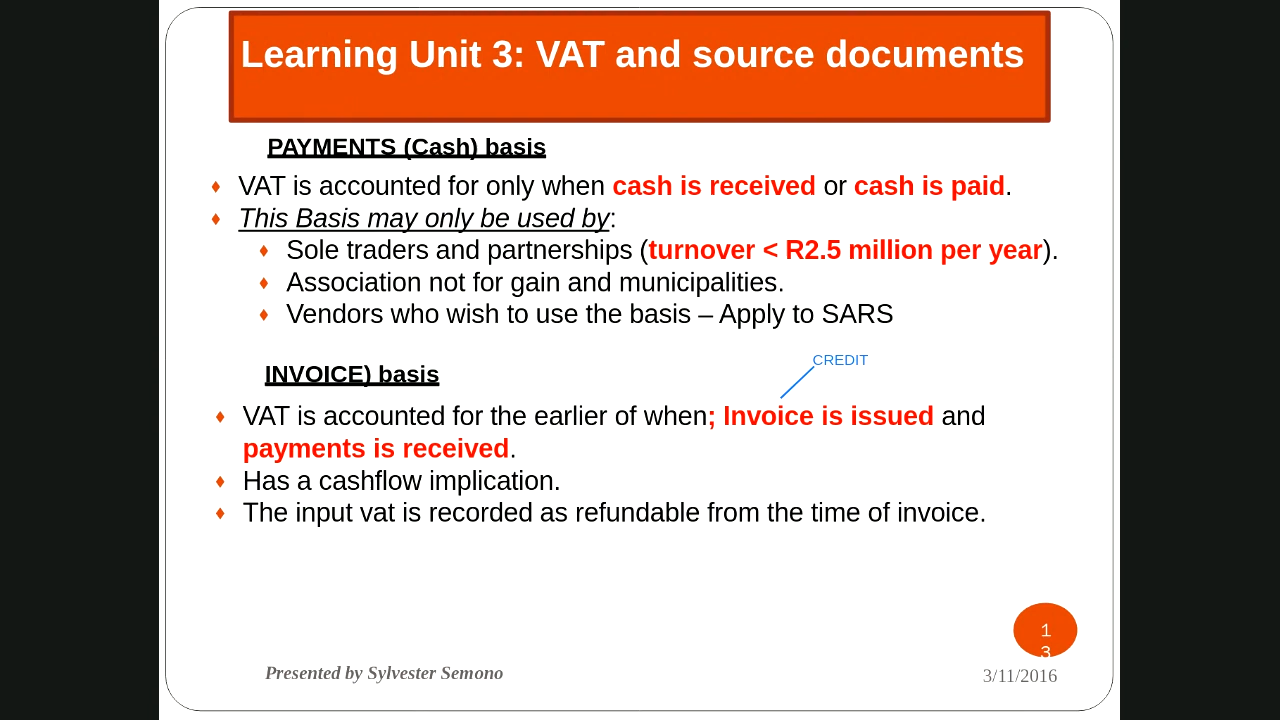 Learning Unit 3: VAT and source documents
PAYMENTS (Cash) basis
VAT is accounted for only when cash is received or cash is paid.
This Basis may only be used by:
Sole traders and partnerships (turnover < R2.5 million per year).
Association not for gain and municipalities.
Vendors who wish to use the basis – Apply to SARS
CREDIT
INVOICE) basis
VAT is accounted for the earlier of when; Invoice is issued and
payments is received.
Has a cashflow implication.
The input vat is recorded as refundable from the time of invoice.
1
3
Presented by Sylvester Semono
3/11/2016